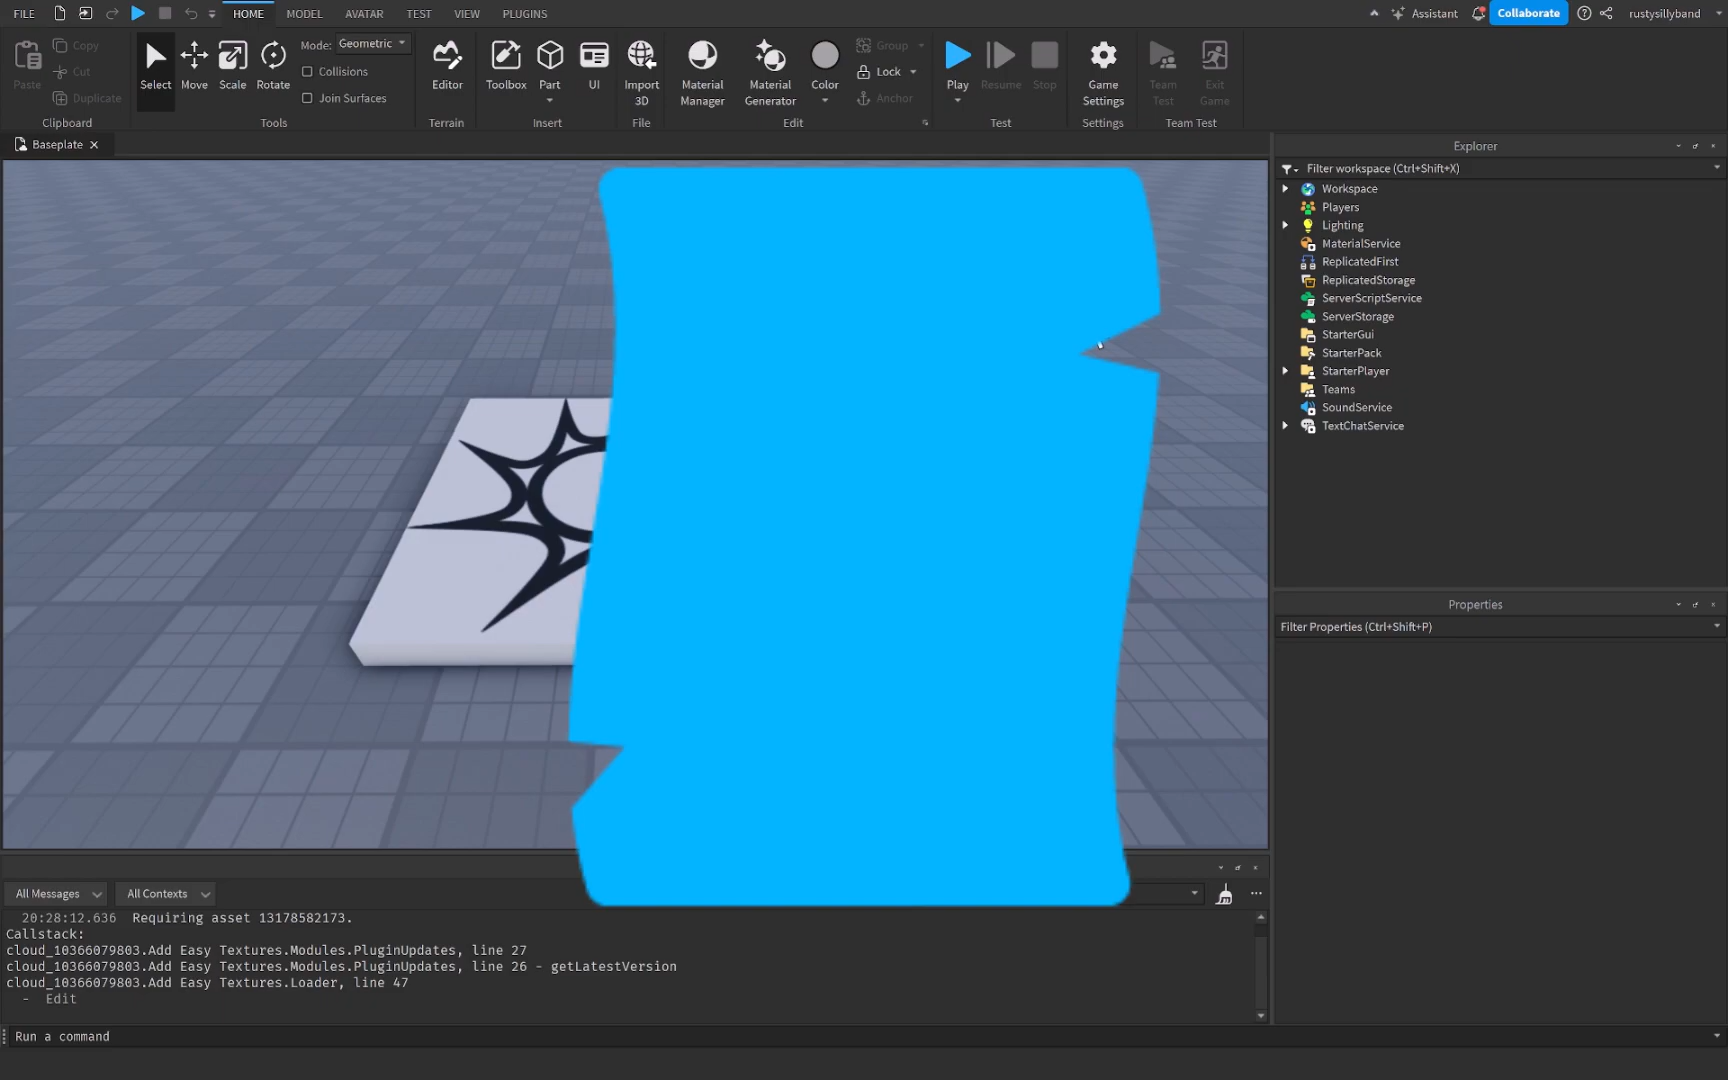 FILE HOME MODEL AVATAR TEST VIEW PLUGINS Assistant Collaborate rustysillyband
Paste Copy Cut Duplicate Clipboard
Select Move Scale Rotate Mode: Geometric Collisions Join Surfaces Tools
Editor Terrain
Toolbox Part UI Insert
Import 3D File
Material Manager Material Generator Color Group Lock Anchor Edit
Play Resume Stop Test
Game Settings Settings
Team Test Exit Game Team Test
Baseplate
Explorer
Filter workspace (Ctrl+Shift+X)
Workspace
Players
Lighting
MaterialService
ReplicatedFirst
ReplicatedStorage
ServerScriptService
ServerStorage
StarterGui
StarterPack
StarterPlayer
Teams
SoundService
TextChatService
Properties
Filter Properties (Ctrl+Shift+P)
All Messages All Contexts
20:28:12.636 Requiring asset 13178582173.
Callstack:
cloud_10366079803.Add Easy Textures.Modules.PluginUpdates, line 27
cloud_10366079803.Add Easy Textures.Modules.PluginUpdates, line 26 - getLatestVersion
cloud_10366079803.Add Easy Textures.Loader, line 47
- Edit
Run a command